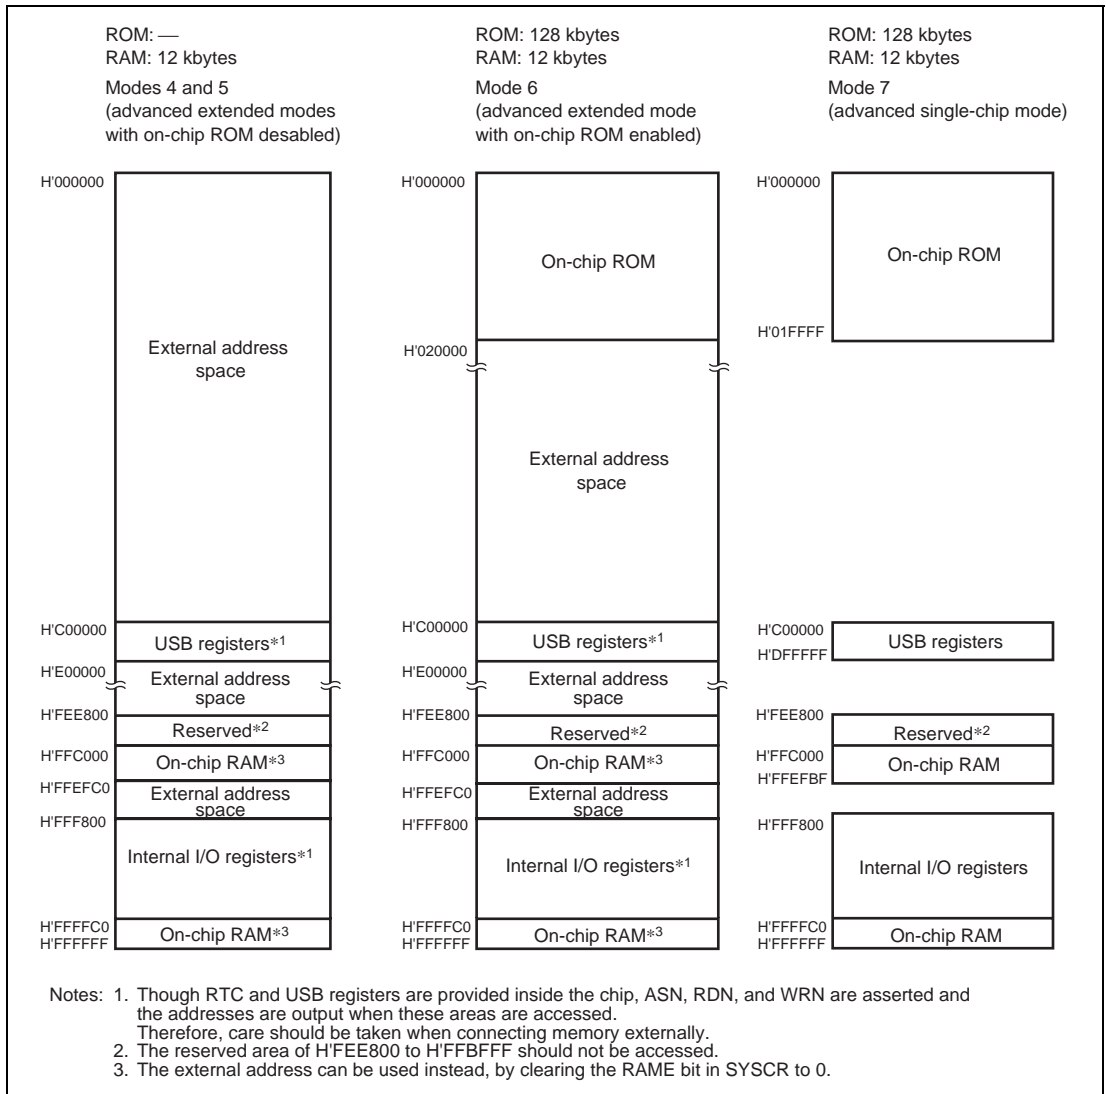 ROM: —
RAM: 12 kbytes
Modes 4 and 5
(advanced extended modes
with on-chip ROM desabled)
H'000000
External address
space
H'C00000
USB registers*1
H'E00000
External address
space
H'FEE800
Reserved*2
H'FFC000
On-chip RAM*3
H'FFEFC0
External address
space
H'FFF800
Internal I/O registers*1
H'FFFFC0
On-chip RAM*3
H'FFFFFF
ROM: 128 kbytes
RAM: 12 kbytes
Mode 6
(advanced extended mode
with on-chip ROM enabled)
H'000000
On-chip ROM
H'020000
External address
space
H'C00000
USB registers*1
H'E00000
External address
space
H'FEE800
Reserved*2
H'FFC000
On-chip RAM*3
H'FFEFC0
External address
space
H'FFF800
Internal I/O registers*1
H'FFFFC0
On-chip RAM*3
H'FFFFFF
ROM: 128 kbytes
RAM: 12 kbytes
Mode 7
(advanced single-chip mode)
H'000000
On-chip ROM
H'01FFFF
H'C00000
USB registers
H'DFFFFF
H'FEE800
Reserved*2
H'FFC000
On-chip RAM
H'FFEFBF
H'FFF800
Internal I/O registers
H'FFFFC0
On-chip RAM
H'FFFFFF
Notes: 1. Though RTC and USB registers are provided inside the chip, ASN, RDN, and WRN are asserted and
the addresses are output when these areas are accessed.
Therefore, care should be taken when connecting memory externally.
2. The reserved area of H'FEE800 to H'FFBFFF should not be accessed.
3. The external address can be used instead, by clearing the RAME bit in SYSCR to 0.